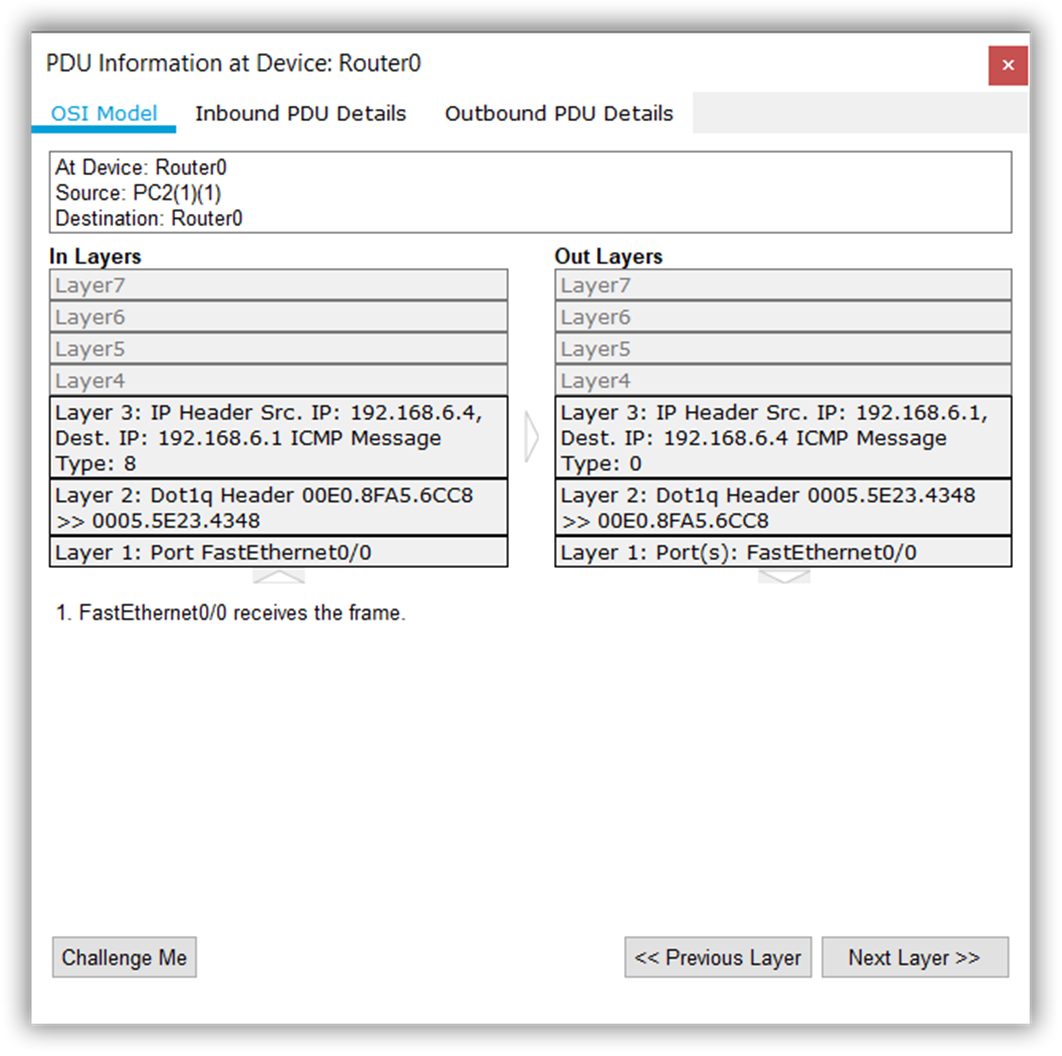 PDU Information at Device: Router0
×
OSI Model Inbound PDU Details Outbound PDU Details
At Device: Router0
Source: PC2(1)(1)
Destination: Router0
In Layers
Layer7
Layer6
Layer5
Layer4
Layer 3: IP Header Src. IP: 192.168.6.4,
Dest. IP: 192.168.6.1 ICMP Message
Type: 8
Layer 2: Dot1q Header 00E0.8FA5.6CC8
>> 0005.5E23.4348
Layer 1: Port FastEthernet0/0
Out Layers
Layer7
Layer6
Layer5
Layer4
Layer 3: IP Header Src. IP: 192.168.6.1,
Dest. IP: 192.168.6.4 ICMP Message
Type: 0
Layer 2: Dot1q Header 0005.5E23.4348
>> 00E0.8FA5.6CC8
Layer 1: Port(s): FastEthernet0/0
1. FastEthernet0/0 receives the frame.
Challenge Me
<< Previous Layer
Next Layer >>